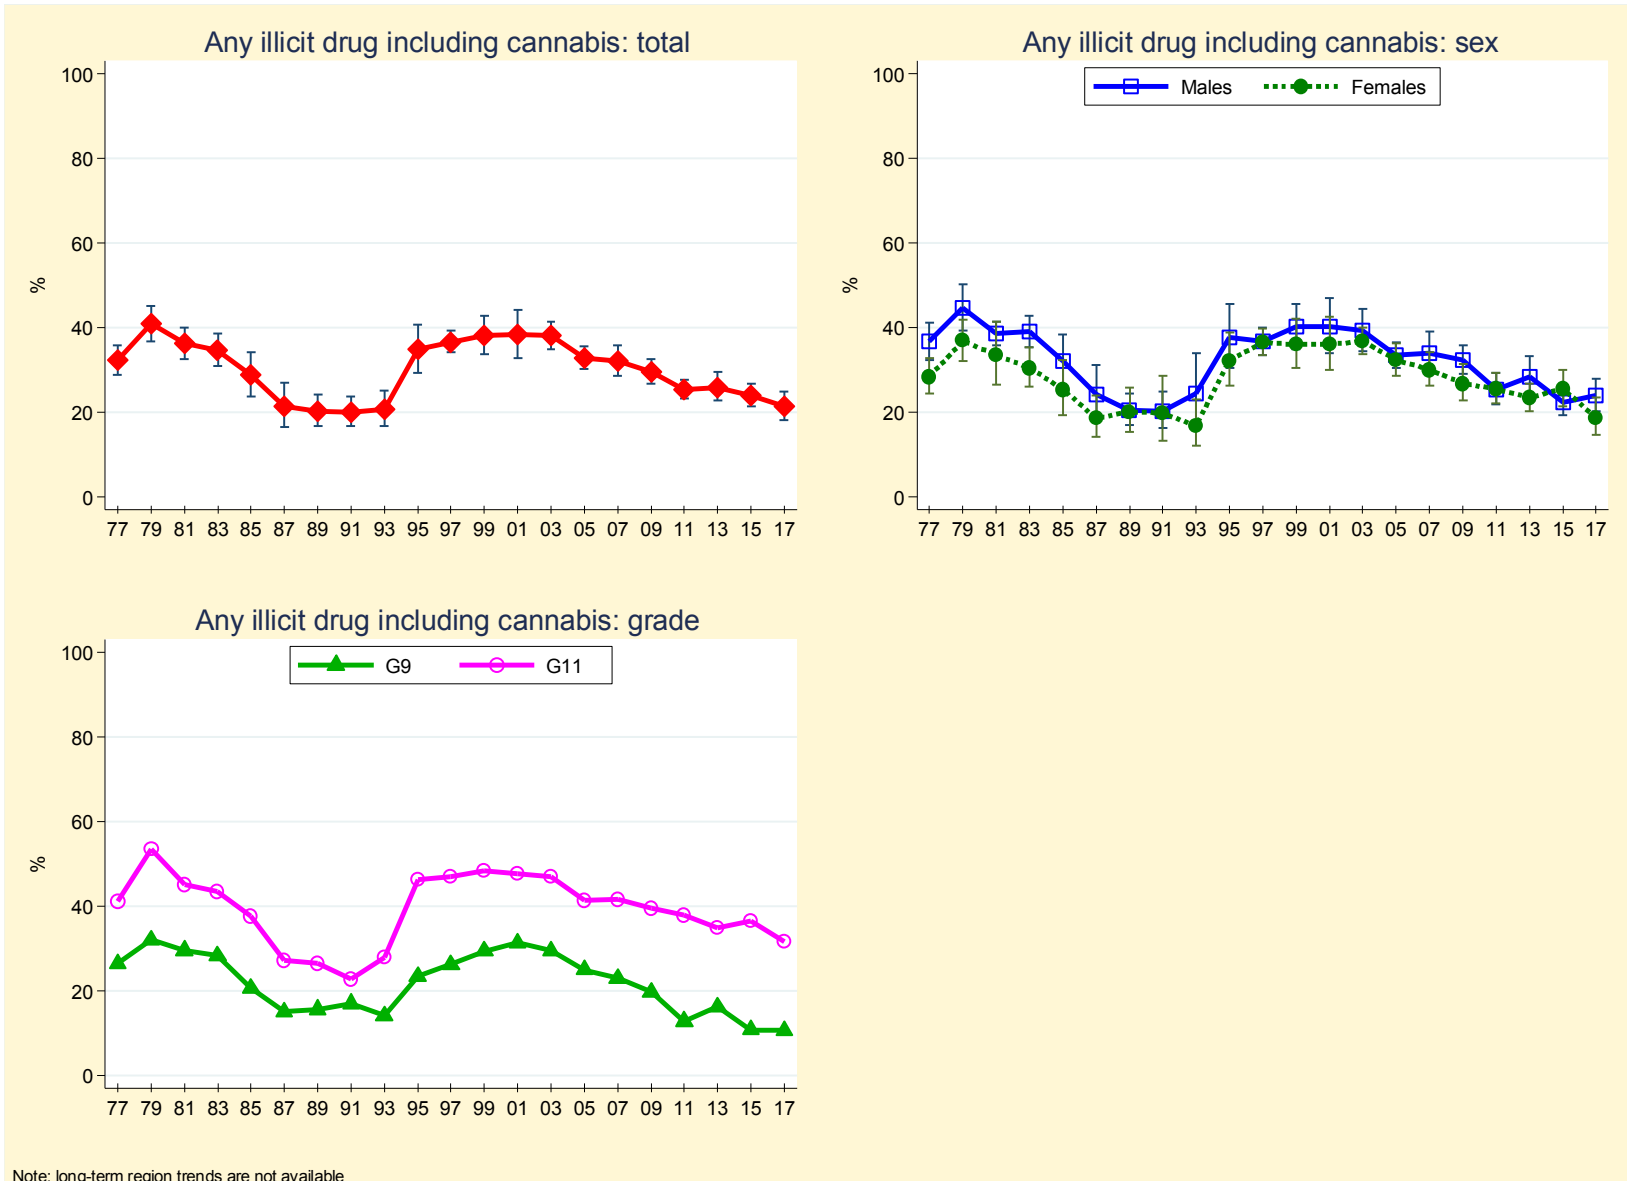 Any illicit drug including cannabis: total
100
80
60
40
20
0
%
77 79 81 83 85 87 89 91 93 95 97 99 01 03 05 07 09 11 13 15 17
Any illicit drug including cannabis: sex
Males Females
100
80
60
40
20
0
%
77 79 81 83 85 87 89 91 93 95 97 99 01 03 05 07 09 11 13 15 17
Any illicit drug including cannabis: grade
G9 G11
100
80
60
40
20
0
%
77 79 81 83 85 87 89 91 93 95 97 99 01 03 05 07 09 11 13 15 17
Note: long-term region trends are not available